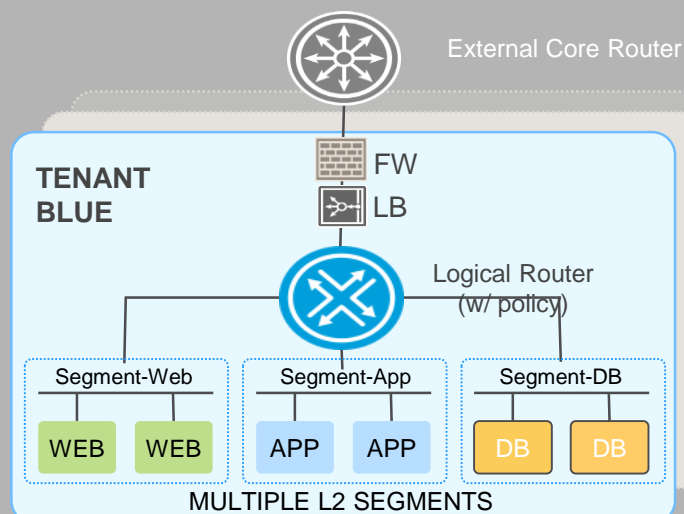 External Core Router
FW
TENANT
BLUE
LB
Logical Router
(w/ policy)
Segment-Web
Segment-App
Segment-DB
WEB
WEB
APP
APP
DB
DB
MULTIPLE L2 SEGMENTS